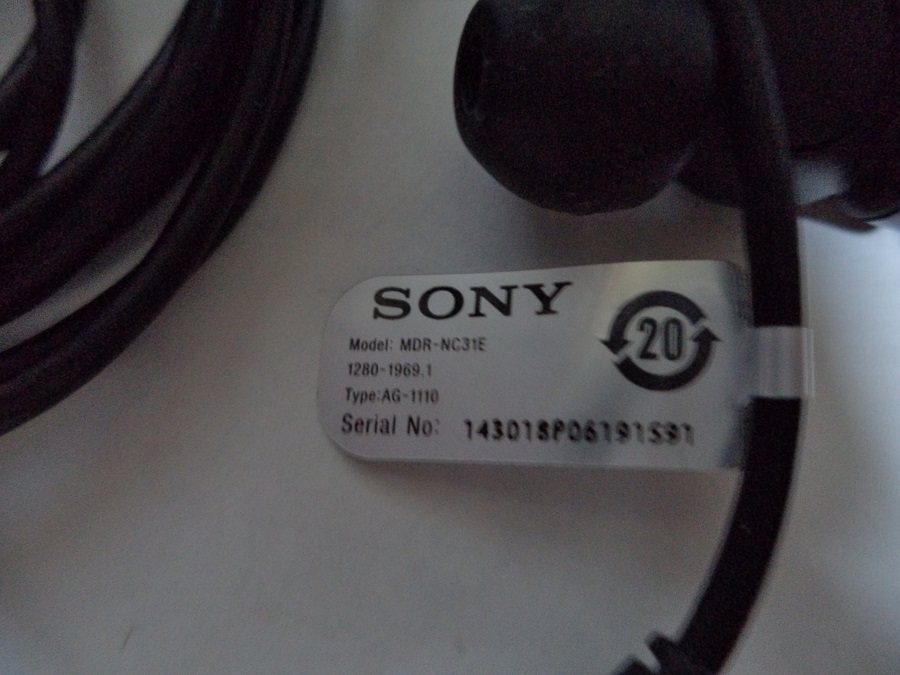 SONY
20
Model: MDR-NC31E
1280-1969.1
Type:AG-1110
Serial No: 143018P06191591